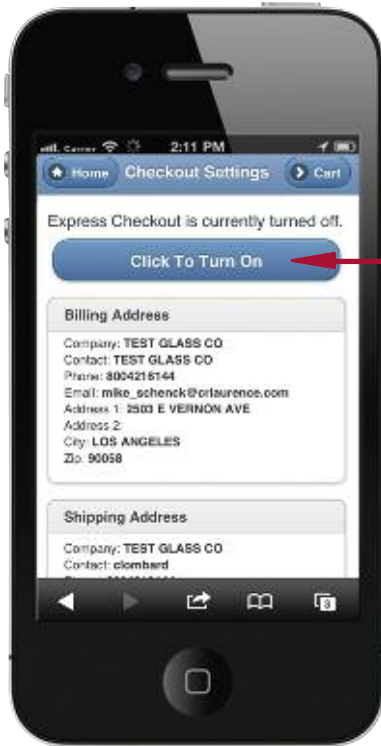 Carrier 2:11 PM
Home Checkout Settings Cart
Express Checkout is currently turned off.
Click To Turn On
Billing Address
Company: TEST GLASS CO
Contact: TEST GLASS CO
Phone: 8004216144
Email: mike_schenck@crlaurence.com
Address 1: 2503 E VERNON AVE
Address 2:
City: LOS ANGELES
Zip: 90058
Shipping Address
Company: TEST GLASS CO
Contact: clombard